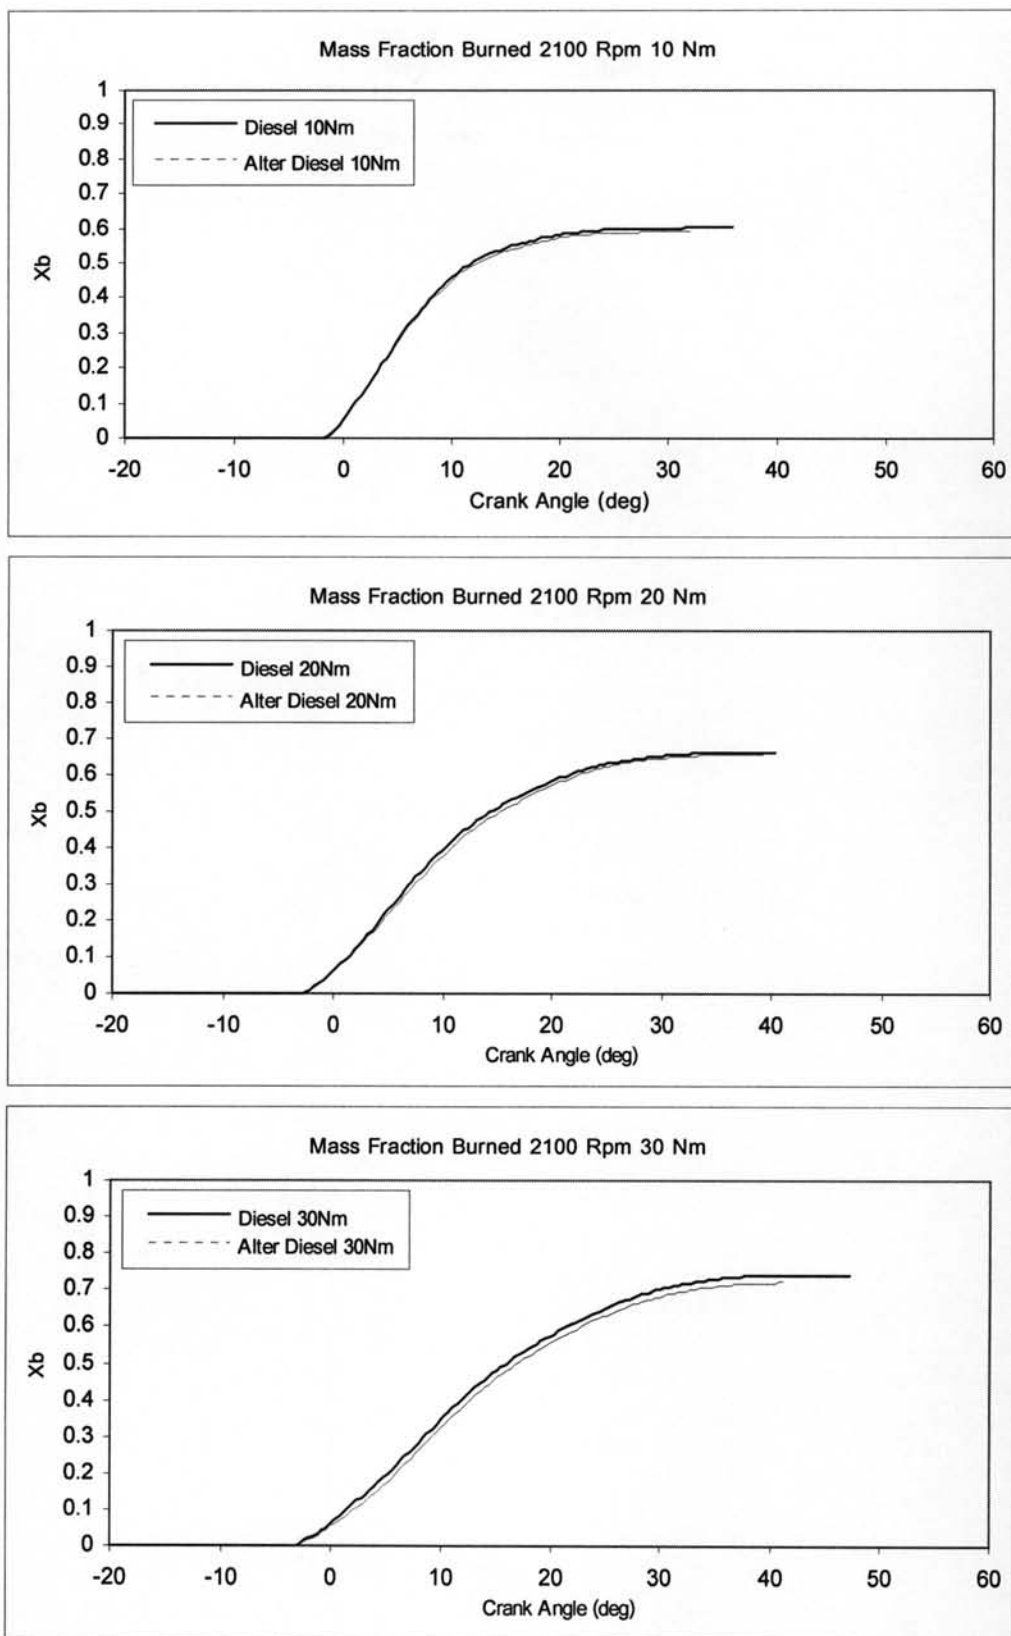 Mass Fraction Burned 2100 Rpm 10 Nm
1
0.9
0.8
0.7
0.6
0.5
0.4
0.3
0.2
0.1
0
Xb
Diesel 10Nm
Alter Diesel 10Nm
-20 -10 0 10 20 30 40 50 60
Crank Angle (deg)
Mass Fraction Burned 2100 Rpm 20 Nm
1
0.9
0.8
0.7
0.6
0.5
0.4
0.3
0.2
0.1
0
Xb
Diesel 20Nm
Alter Diesel 20Nm
-20 -10 0 10 20 30 40 50 60
Crank Angle (deg)
Mass Fraction Burned 2100 Rpm 30 Nm
1
0.9
0.8
0.7
0.6
0.5
0.4
0.3
0.2
0.1
0
Xb
Diesel 30Nm
Alter Diesel 30Nm
-20 -10 0 10 20 30 40 50 60
Crank Angle (deg)